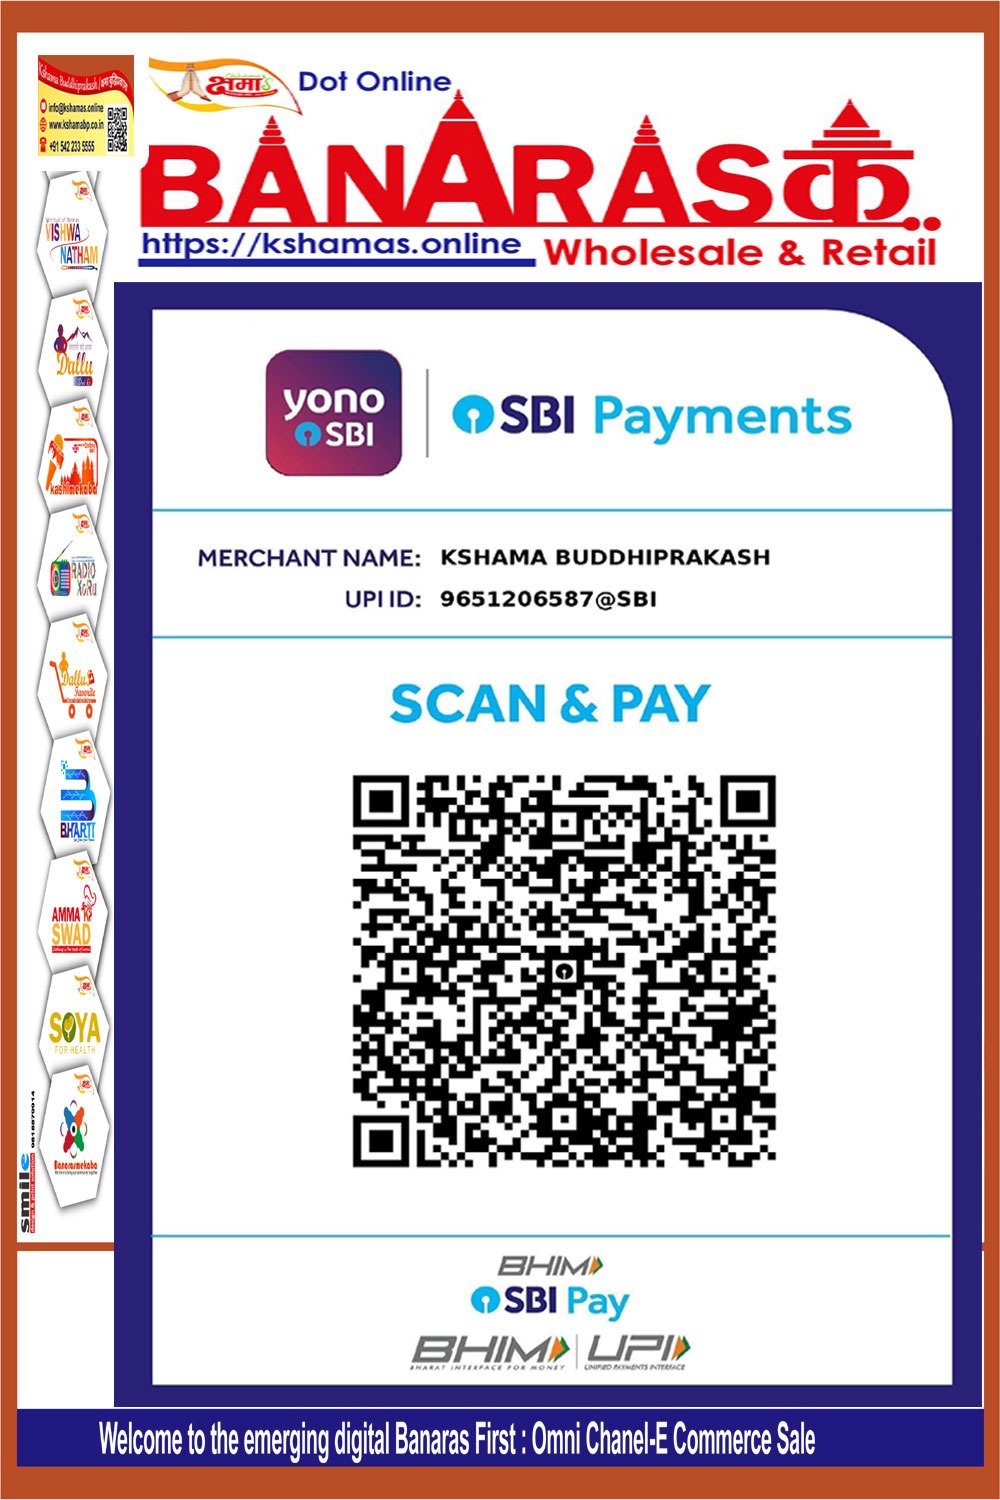 Kshama Buddhiprakash / क्षमा बुद्धिप्रकाश
info@kshamas.online
www.kshamabp.co.in
+91 542 233 5555
क्षमा'S
Dot Online
BANARAS के..
https://kshamas.online
Wholesale & Retail
VISHWA
NATHAM
Dallu
kashimekaba
RADIO
XoRu
Dallu's
Favorite
BHARTI
AMMA के
SWAD
SOYA
FOR HEALTH
Banarasmekaba
smile
9818879914
yono
SBI
SBI Payments
MERCHANT NAME: KSHAMA BUDDHIPRAKASH
UPI ID: 9651206587@SBI
SCAN & PAY
BHIM
SBI Pay
BHIM UPI
BHARAT INTERFACE FOR MONEY UNIFIED PAYMENTS INTERFACE
Welcome to the emerging digital Banaras First : Omni Chanel-E Commerce Sale